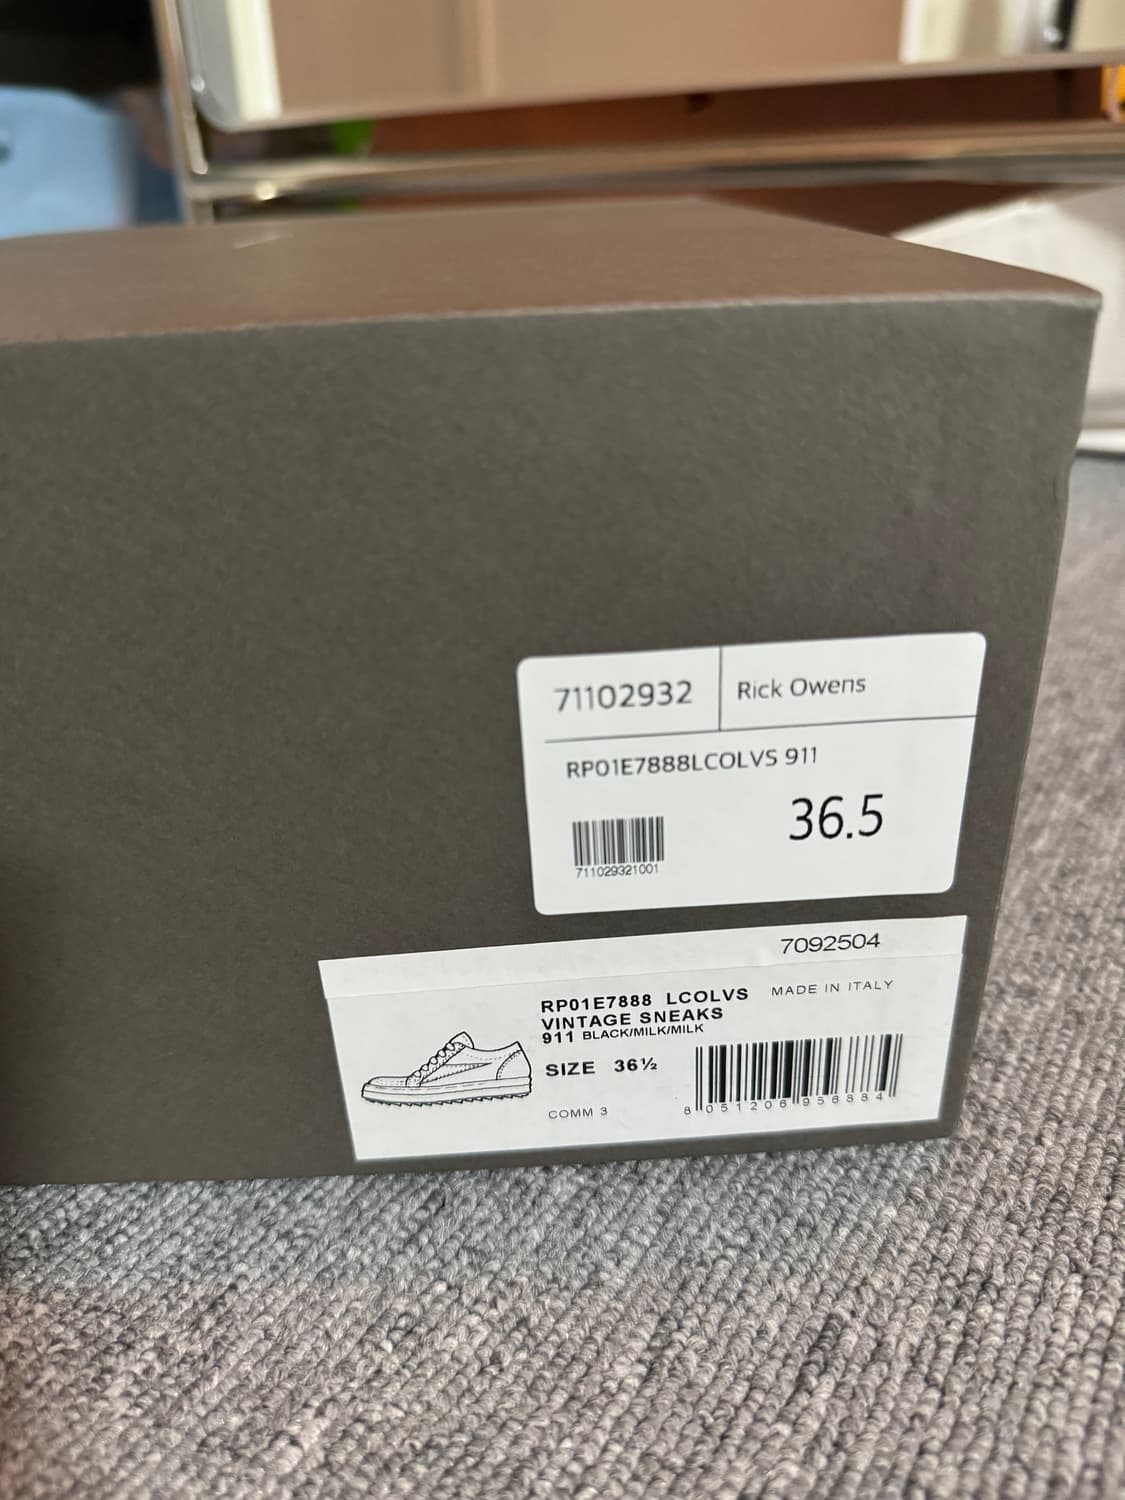 71102932 Rick Owens
RP01E7888LCOLVS 911
36.5
711029321001
7092504
RP01E7888 LCOLVS MADE IN ITALY
VINTAGE SNEAKS
911 BLACK/MILK/MILK
SIZE 36½
COMM 3
8 051206 956884